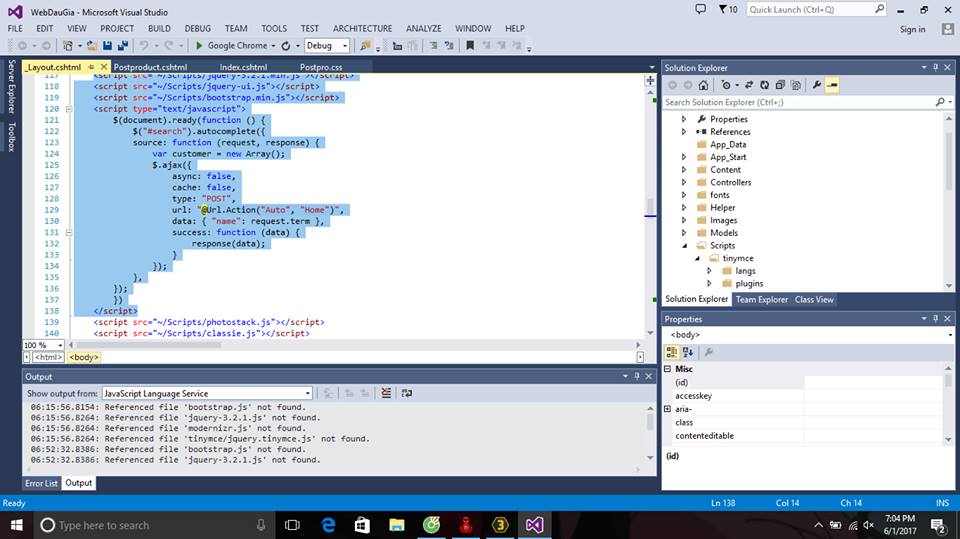 WebDauGia - Microsoft Visual Studio
10
Quick Launch (Ctrl+Q)
FILE EDIT VIEW PROJECT BUILD DEBUG TEAM TOOLS TEST ARCHITECTURE ANALYZE WINDOW HELP
Sign in
Google Chrome
Debug
Server Explorer
Toolbox
_Layout.cshtml
Postproduct.cshtml
Index.cshtml
Postpro.css
117 <script src="~/Scripts/jquery-3.2.1.min.js"></script>
118 <script src="~/Scripts/jquery-ui.js"></script>
119 <script src="~/Scripts/bootstrap.min.js"></script>
120 <script type="text/javascript">
121 $(document).ready(function () {
122 $("#search").autocomplete({
123 source: function (request, response) {
124 var customer = new Array();
125 $.ajax({
126 async: false,
127 cache: false,
128 type: "POST",
129 url: "@Url.Action("Auto", "Home")",
130 data: { "name": request.term },
131 success: function (data) {
132 response(data);
133 }
134 });
135 },
136 });
137 })
138 </script>
139 <script src="~/Scripts/photostack.js"></script>
140 <script src="~/Scripts/classie.js"></script>
100 %
<html> <body>
Output
Show output from: JavaScript Language Service
06:15:56.8154: Referenced file 'bootstrap.js' not found.
06:15:56.8264: Referenced file 'jquery-3.2.1.js' not found.
06:15:56.8264: Referenced file 'modernizr.js' not found.
06:15:56.8264: Referenced file 'tinymce/jquery.tinymce.js' not found.
06:52:32.8386: Referenced file 'bootstrap.js' not found.
06:52:32.8386: Referenced file 'jquery-3.2.1.js' not found.
Error List Output
Solution Explorer
Search Solution Explorer (Ctrl+;)
Properties
References
App_Data
App_Start
Content
Controllers
fonts
Helper
Images
Models
Scripts
tinymce
langs
plugins
Solution Explorer Team Explorer Class View
Properties
<body>
Misc
(id)
accesskey
aria-
class
contenteditable
(id)
Ready
Ln 138 Col 14 Ch 14 INS
Type here to search
3
7:04 PM
6/1/2017
2